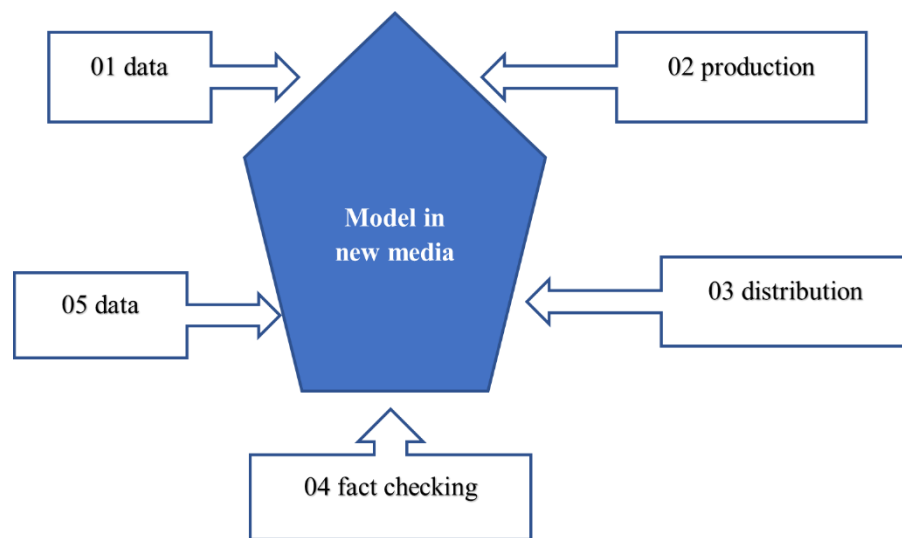 01 data
02 production
Model in
new media
05 data
03 distribution
04 fact checking